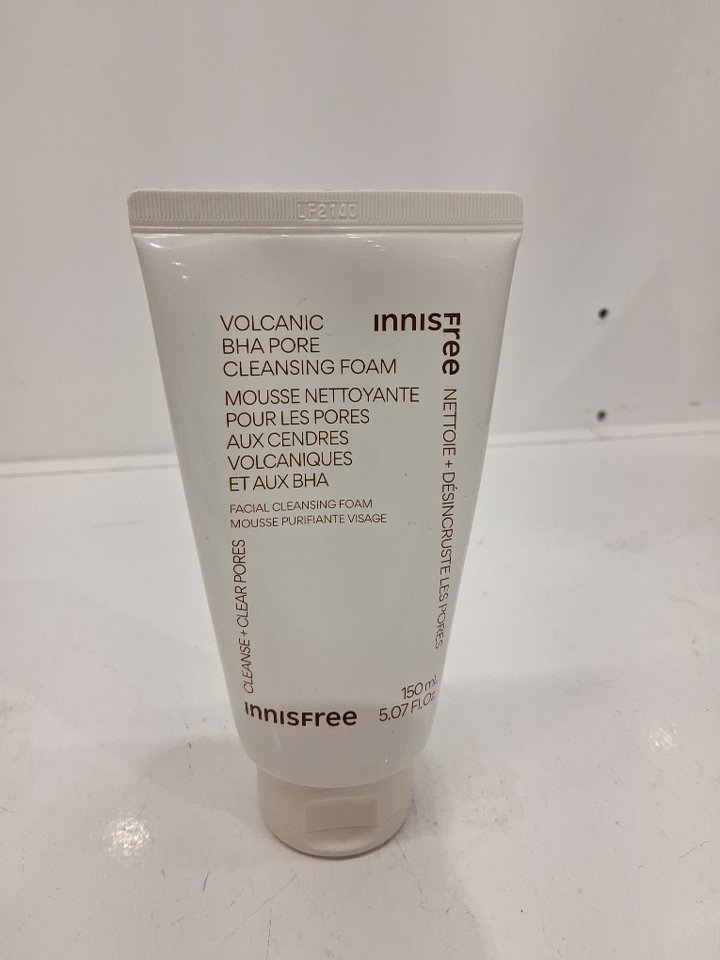 LF2140
VOLCANIC
BHA PORE
CLEANSING FOAM
MOUSSE NETTOYANTE
POUR LES PORES
AUX CENDRES
VOLCANIQUES
ET AUX BHA
FACIAL CLEANSING FOAM
MOUSSE PURIFIANTE VISAGE
innisFree
NETTOIE + DÉSINCRUSTE LES PORES
CLEANSE + CLEAR PORES
innisFree
150 mL
5.07 Fl.Oz